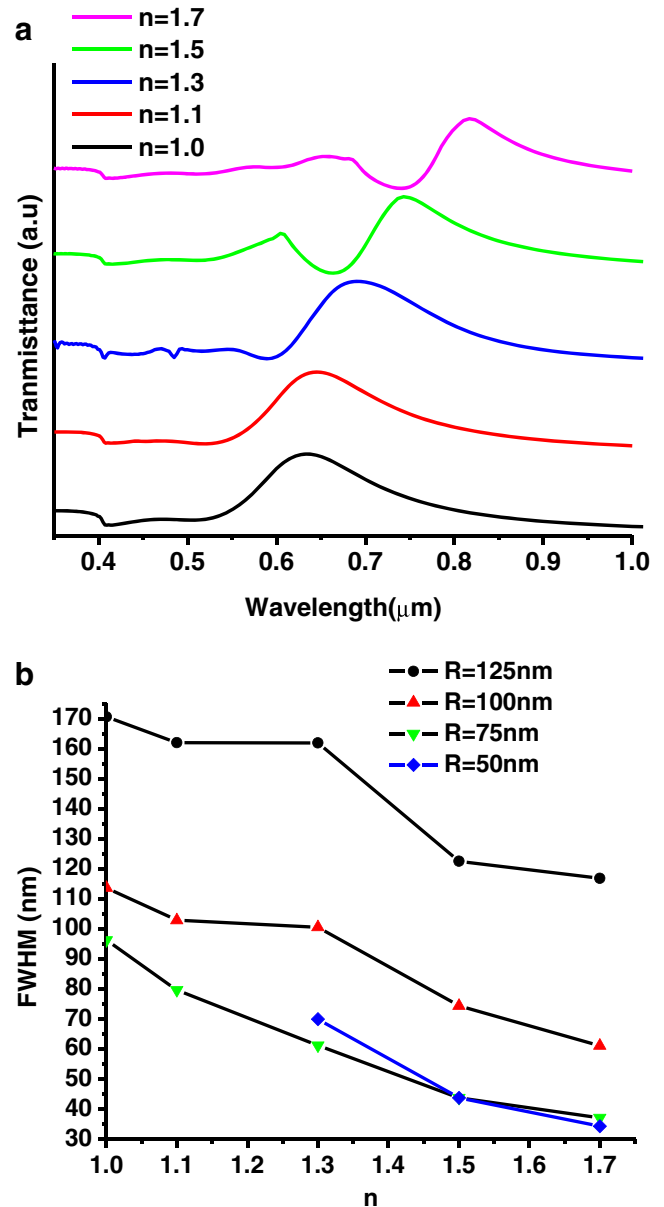 a
n=1.7
n=1.5
n=1.3
n=1.1
n=1.0
Tranmisttance (a.u)
0.4 0.5 0.6 0.7 0.8 0.9 1.0
Wavelength(μm)
b
R=125nm
R=100nm
R=75nm
R=50nm
170
160
150
140
130
120
110
100
90
80
70
60
50
40
30
FWHM (nm)
1.0 1.1 1.2 1.3 1.4 1.5 1.6 1.7
n